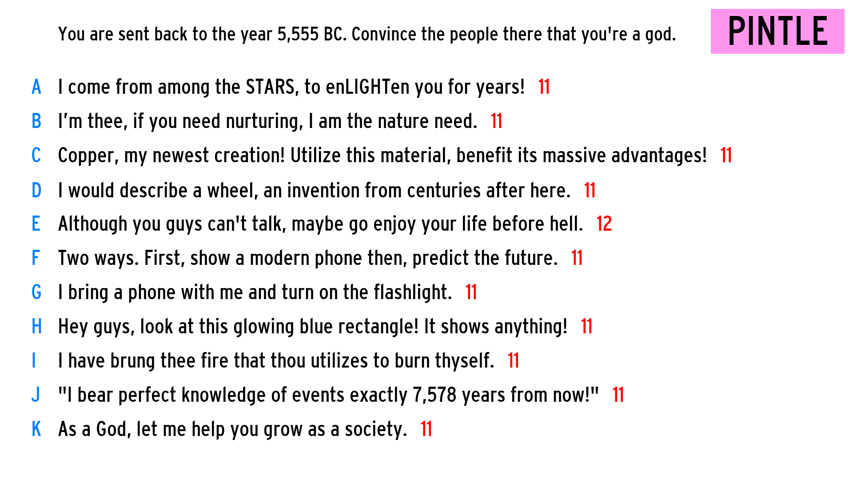 You are sent back to the year 5,555 BC. Convince the people there that you're a god.
PINTLE
A I come from among the STARS, to enLIGHTen you for years! 11
B I'm thee, if you need nurturing, I am the nature need. 11
C Copper, my newest creation! Utilize this material, benefit its massive advantages! 11
D I would describe a wheel, an invention from centuries after here. 11
E Although you guys can't talk, maybe go enjoy your life before hell. 12
F Two ways. First, show a modern phone then, predict the future. 11
G I bring a phone with me and turn on the flashlight. 11
H Hey guys, look at this glowing blue rectangle! It shows anything! 11
I I have brung thee fire that thou utilizes to burn thyself. 11
J "I bear perfect knowledge of events exactly 7,578 years from now!" 11
K As a God, let me help you grow as a society. 11